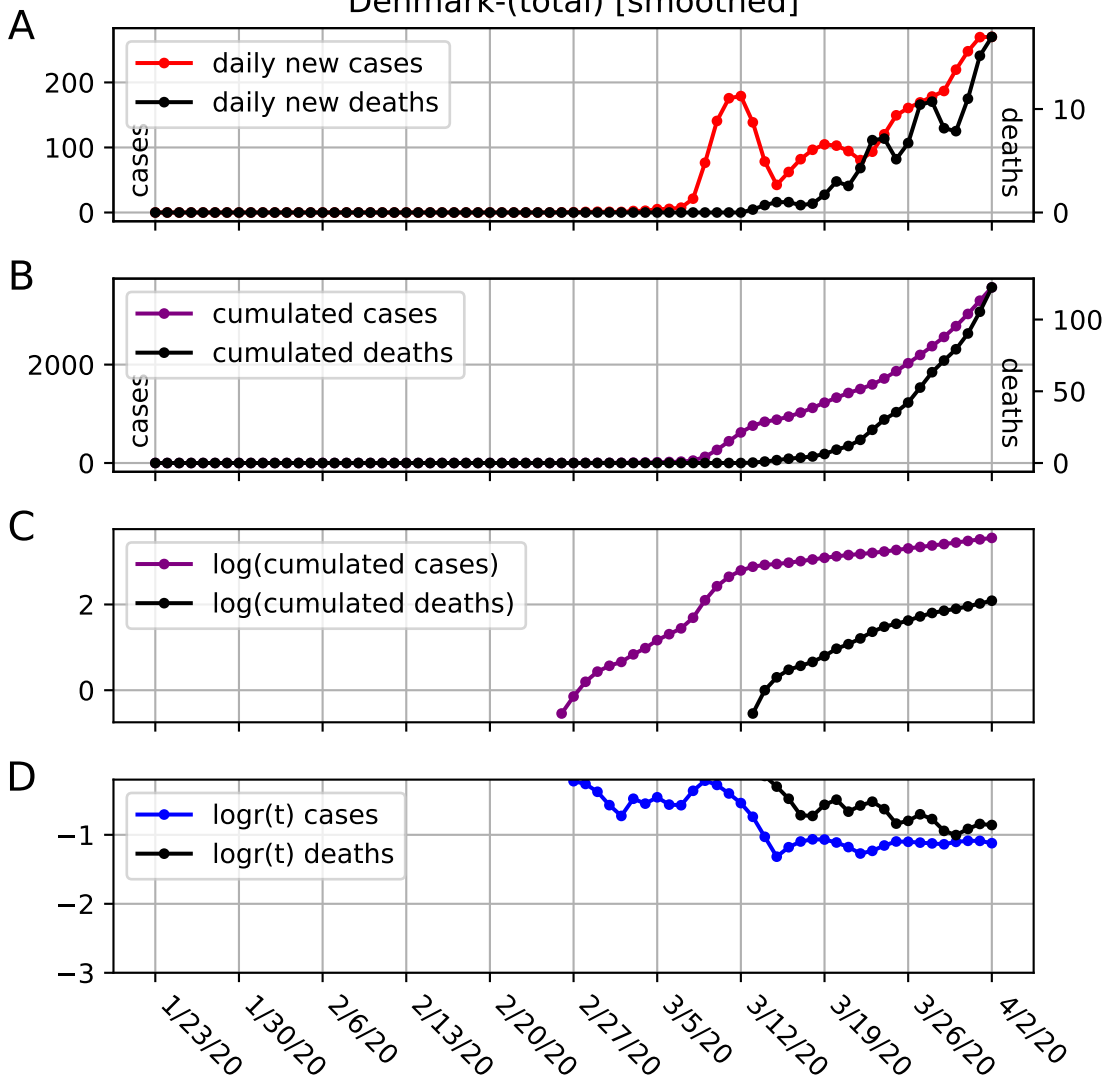 Denmark-(total) [smoothed]
A
daily new cases
daily new deaths
200
100
0
cases
10
0
deaths
B
cumulated cases
cumulated deaths
2000
0
cases
100
50
0
deaths
C
log(cumulated cases)
log(cumulated deaths)
2
0
D
logr(t) cases
logr(t) deaths
−1
−2
−3
1/23/20
1/30/20
2/6/20
2/13/20
2/20/20
2/27/20
3/5/20
3/12/20
3/19/20
3/26/20
4/2/20